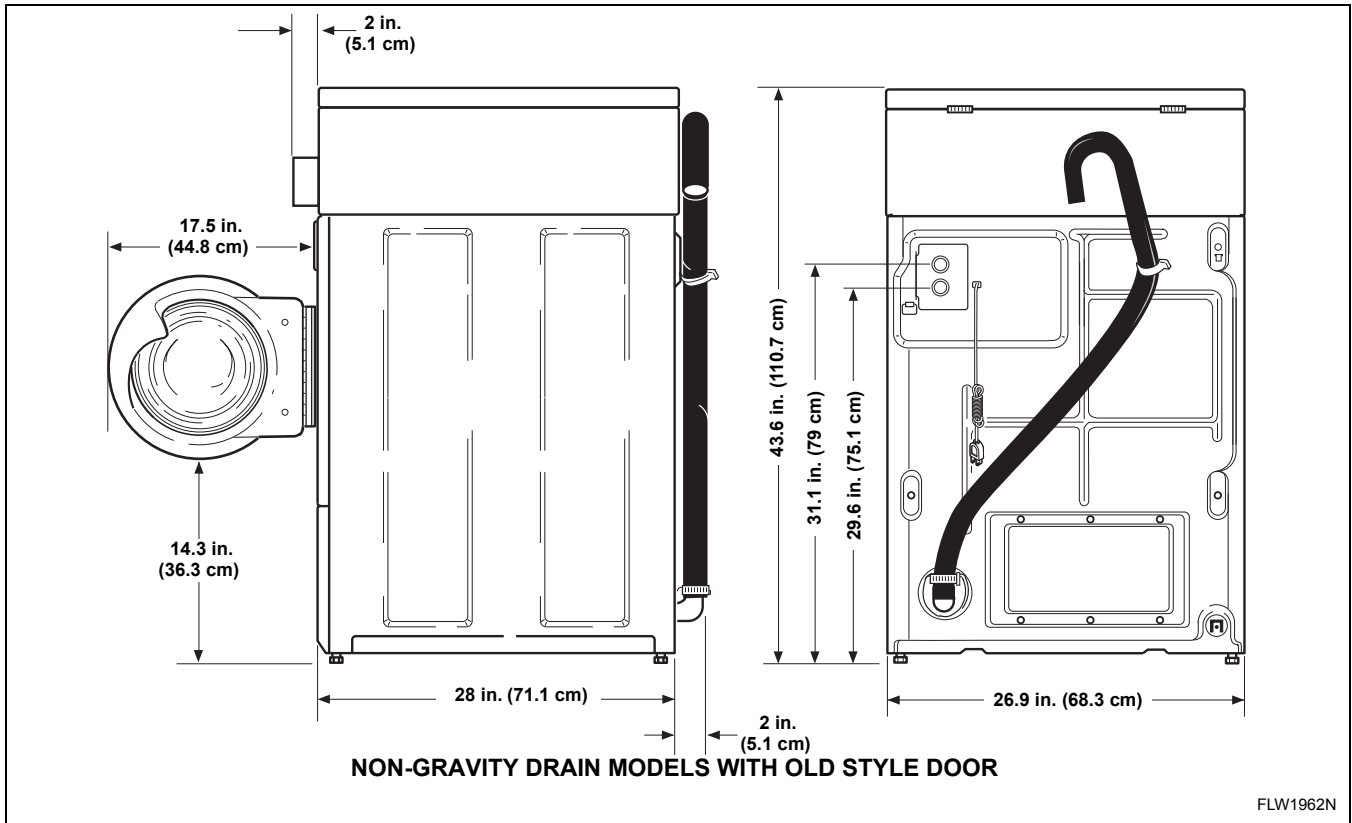 2 in.
(5.1 cm)
17.5 in.
(44.8 cm)
14.3 in.
(36.3 cm)
28 in. (71.1 cm)
2 in.
(5.1 cm)
43.6 in. (110.7 cm)
31.1 in. (79 cm)
29.6 in. (75.1 cm)
26.9 in. (68.3 cm)
NON-GRAVITY DRAIN MODELS WITH OLD STYLE DOOR
FLW1962N